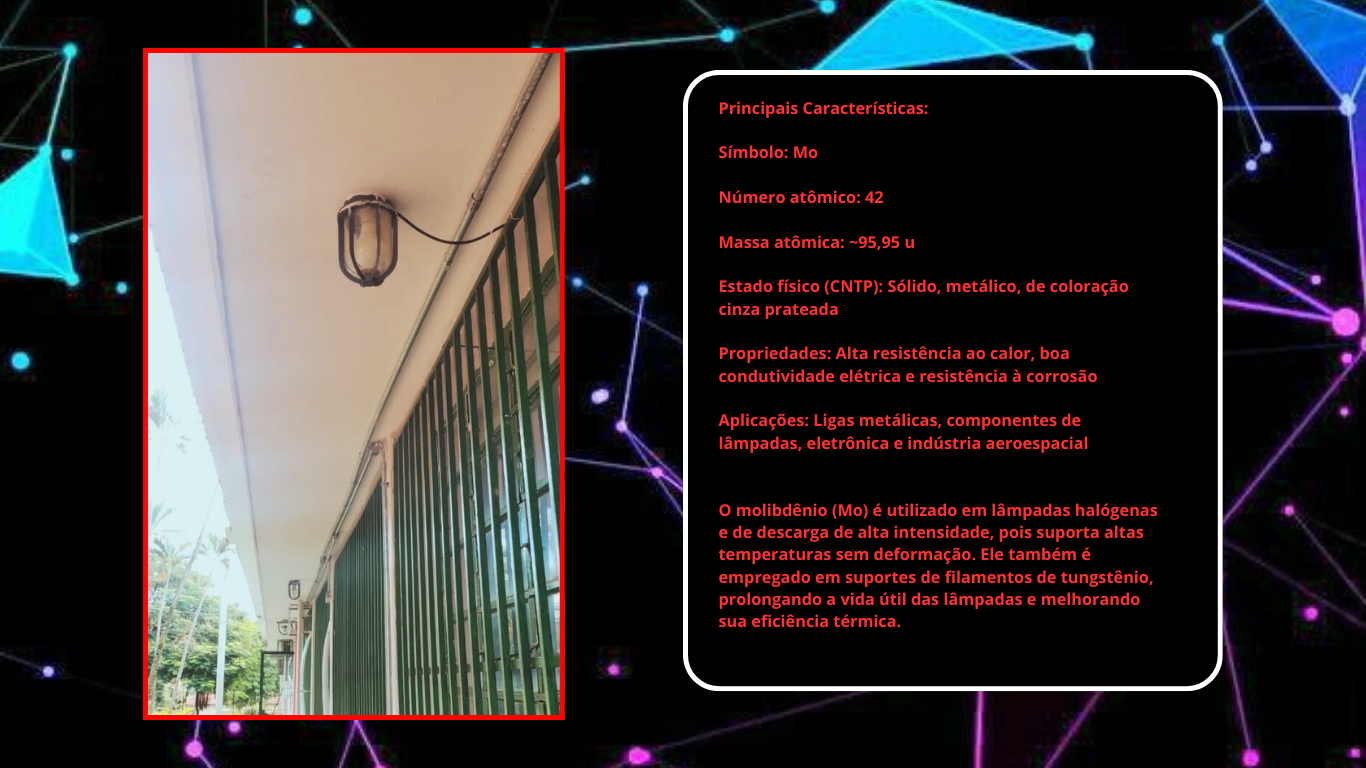 Principais Características:
Símbolo: Mo
Número atômico: 42
Massa atômica: ~95,95 u
Estado físico (CNTP): Sólido, metálico, de coloração
cinza prateada
Propriedades: Alta resistência ao calor, boa
condutividade elétrica e resistência à corrosão
Aplicações: Ligas metálicas, componentes de
lâmpadas, eletrônica e indústria aeroespacial
O molibdênio (Mo) é utilizado em lâmpadas halógenas
e de descarga de alta intensidade, pois suporta altas
temperaturas sem deformação. Ele também é
empregado em suportes de filamentos de tungstênio,
prolongando a vida útil das lâmpadas e melhorando
sua eficiência térmica.